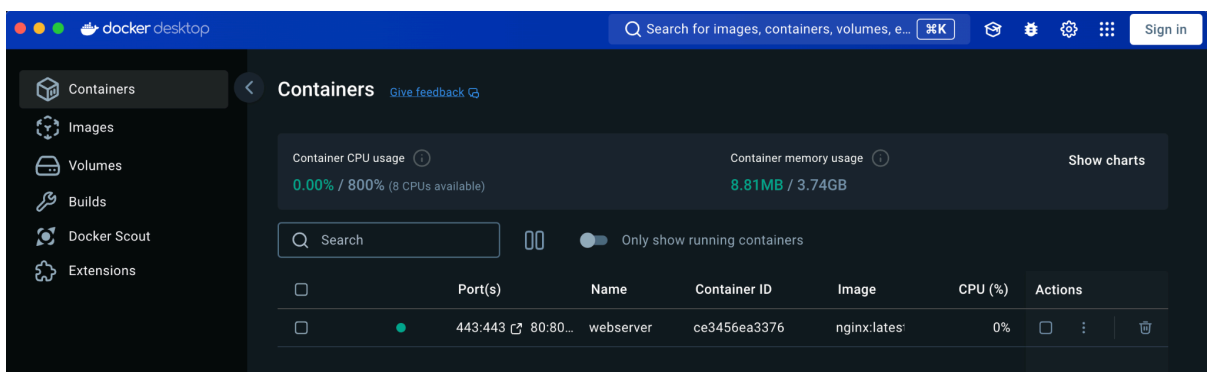 docker desktop
Search for images, containers, volumes, e... ⌘K
Sign in
Containers
Images
Volumes
Builds
Docker Scout
Extensions
Containers Give feedback
Container CPU usage
0.00% / 800% (8 CPUs available)
Container memory usage
8.81MB / 3.74GB
Show charts
Search
Only show running containers
Port(s) Name Container ID Image CPU (%) Actions
443:443 80:80... webserver ce3456ea3376 nginx:lates 0%